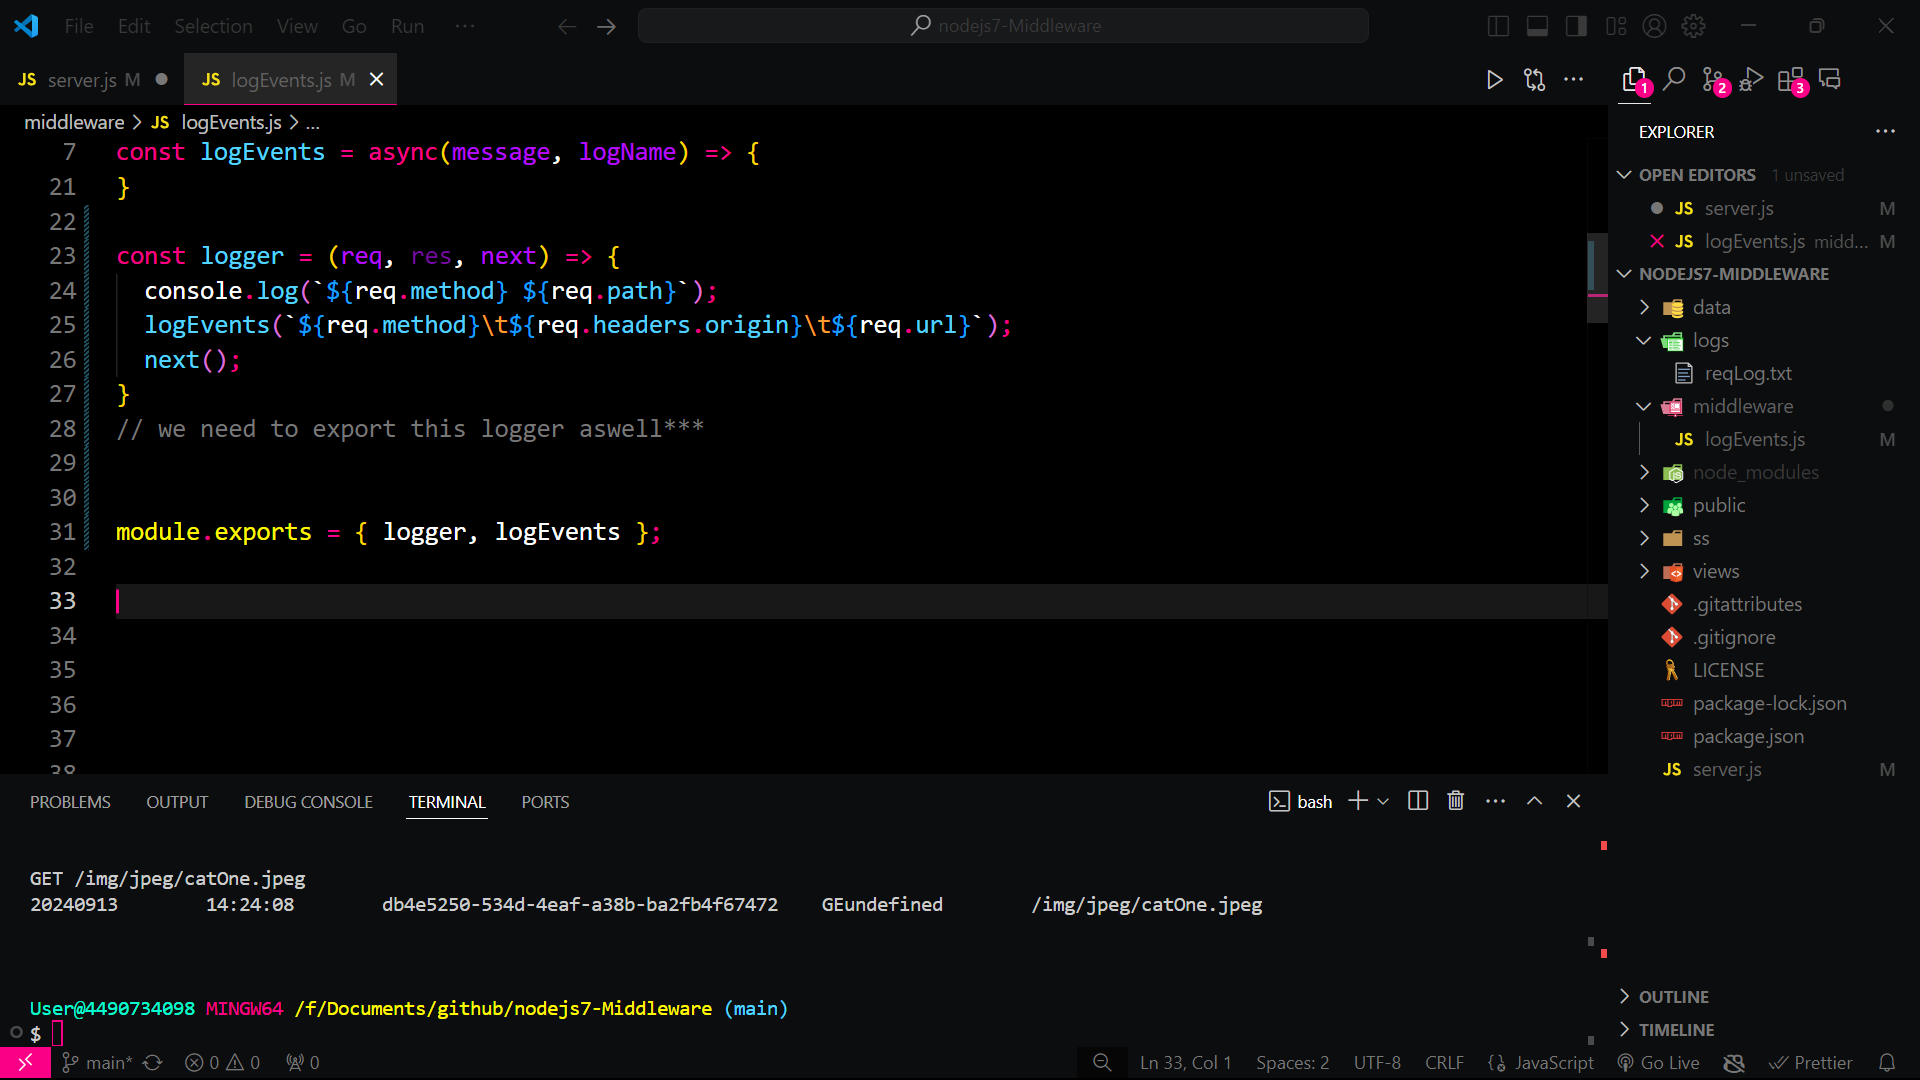 File Edit Selection View Go Run ...
nodejs7-Middleware
JS server.js M
JS logEvents.js M
middleware > JS logEvents.js > ...
7 const logEvents = async(message, logName) => {
21 }
22
23 const logger = (req, res, next) => {
24 console.log(`${req.method} ${req.path}`);
25 logEvents(`${req.method}\t${req.headers.origin}\t${req.url}`);
26 next();
27 }
28 // we need to export this logger aswell***
29
30
31 module.exports = { logger, logEvents };
32
33
34
35
36
37
38
PROBLEMS OUTPUT DEBUG CONSOLE TERMINAL PORTS
bash
GET /img/jpeg/catOne.jpeg
20240913 14:24:08 db4e5250-534d-4eaf-a38b-ba2fb4f67472 GEundefined /img/jpeg/catOne.jpeg
User@4490734098 MINGW64 /f/Documents/github/nodejs7-Middleware (main)
$
1 2 3
EXPLORER
OPEN EDITORS 1 unsaved
JS server.js M
JS logEvents.js midd... M
NODEJS7-MIDDLEWARE
data
logs
reqLog.txt
middleware
JS logEvents.js M
node_modules
public
ss
views
.gitattributes
.gitignore
LICENSE
package-lock.json
package.json
JS server.js M
OUTLINE
TIMELINE
main* 0 0 0 Ln 33, Col 1 Spaces: 2 UTF-8 CRLF {} JavaScript Go Live Prettier